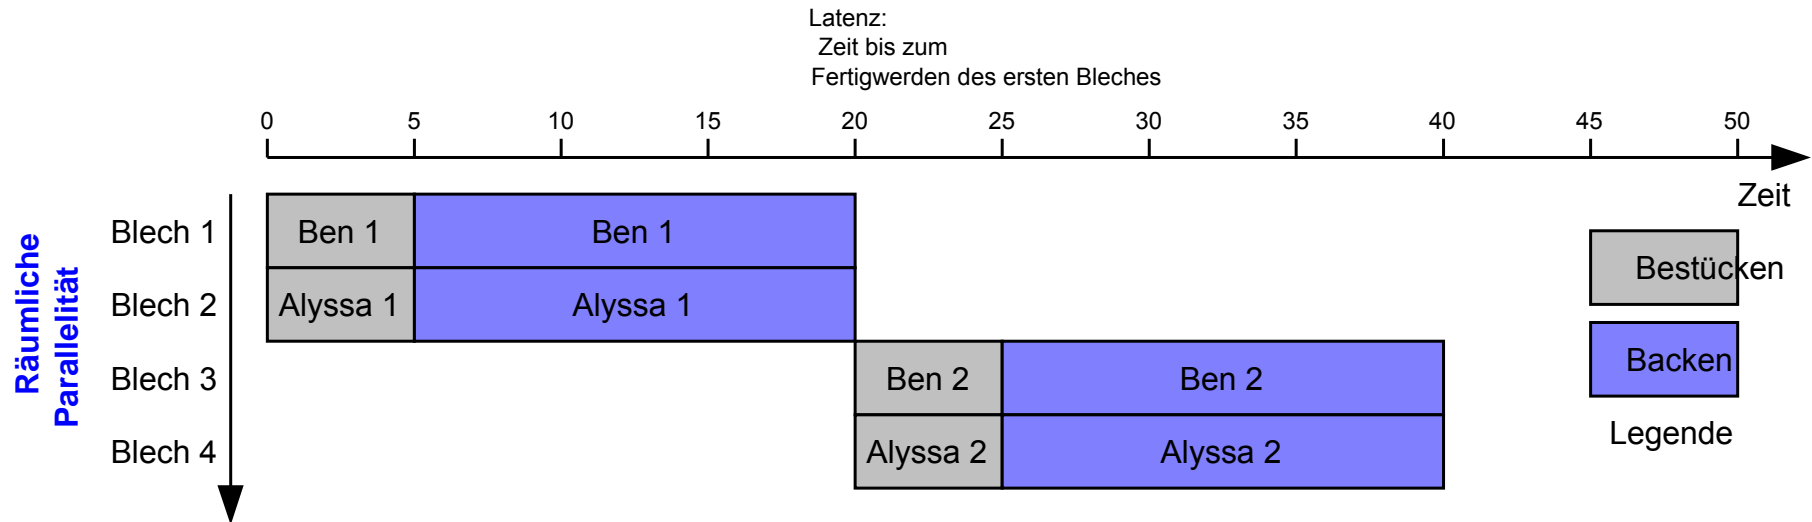 Latenz:
Zeit bis zum
Fertigwerden des ersten Bleches
0 5 10 15 20 25 30 35 40 45 50
Zeit
Räumliche
Parallelität
Blech 1 Ben 1 Ben 1
Blech 2 Alyssa 1 Alyssa 1
Blech 3 Ben 2 Ben 2
Blech 4 Alyssa 2 Alyssa 2
Bestücken
Backen
Legende